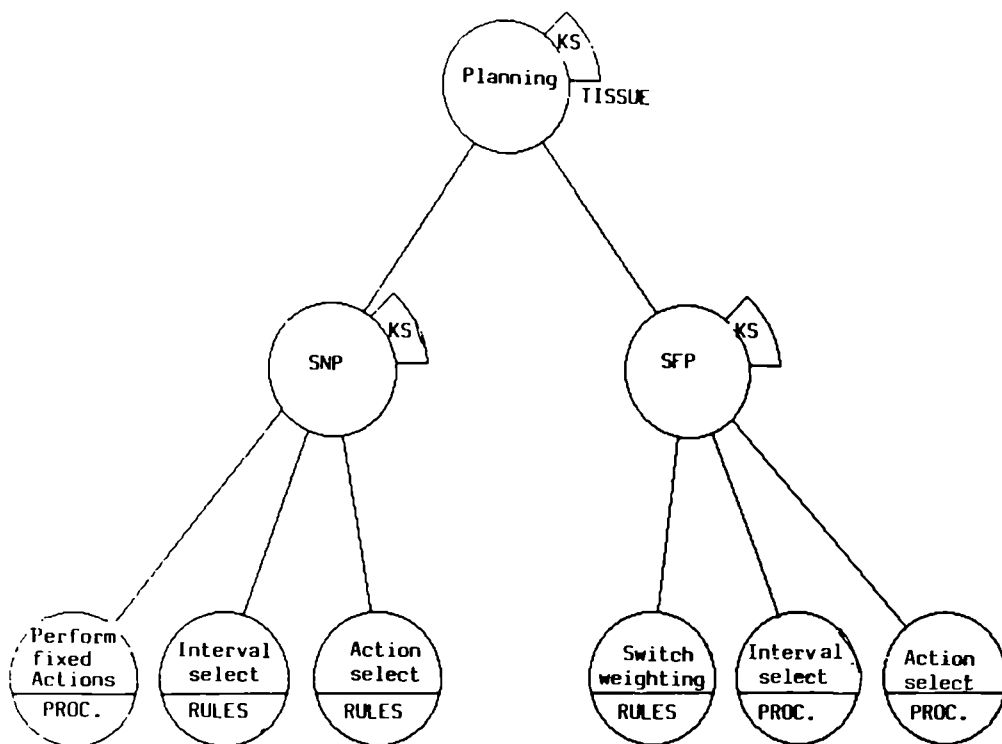 KS
Planning
TISSUE
KS
SNP
KS
SFP
Perform
fixed
Actions
PROC.
Interval
select
RULES
Action
select
RULES
Switch
weighting
RULES
Interval
select
PROC.
Action
select
PROC.